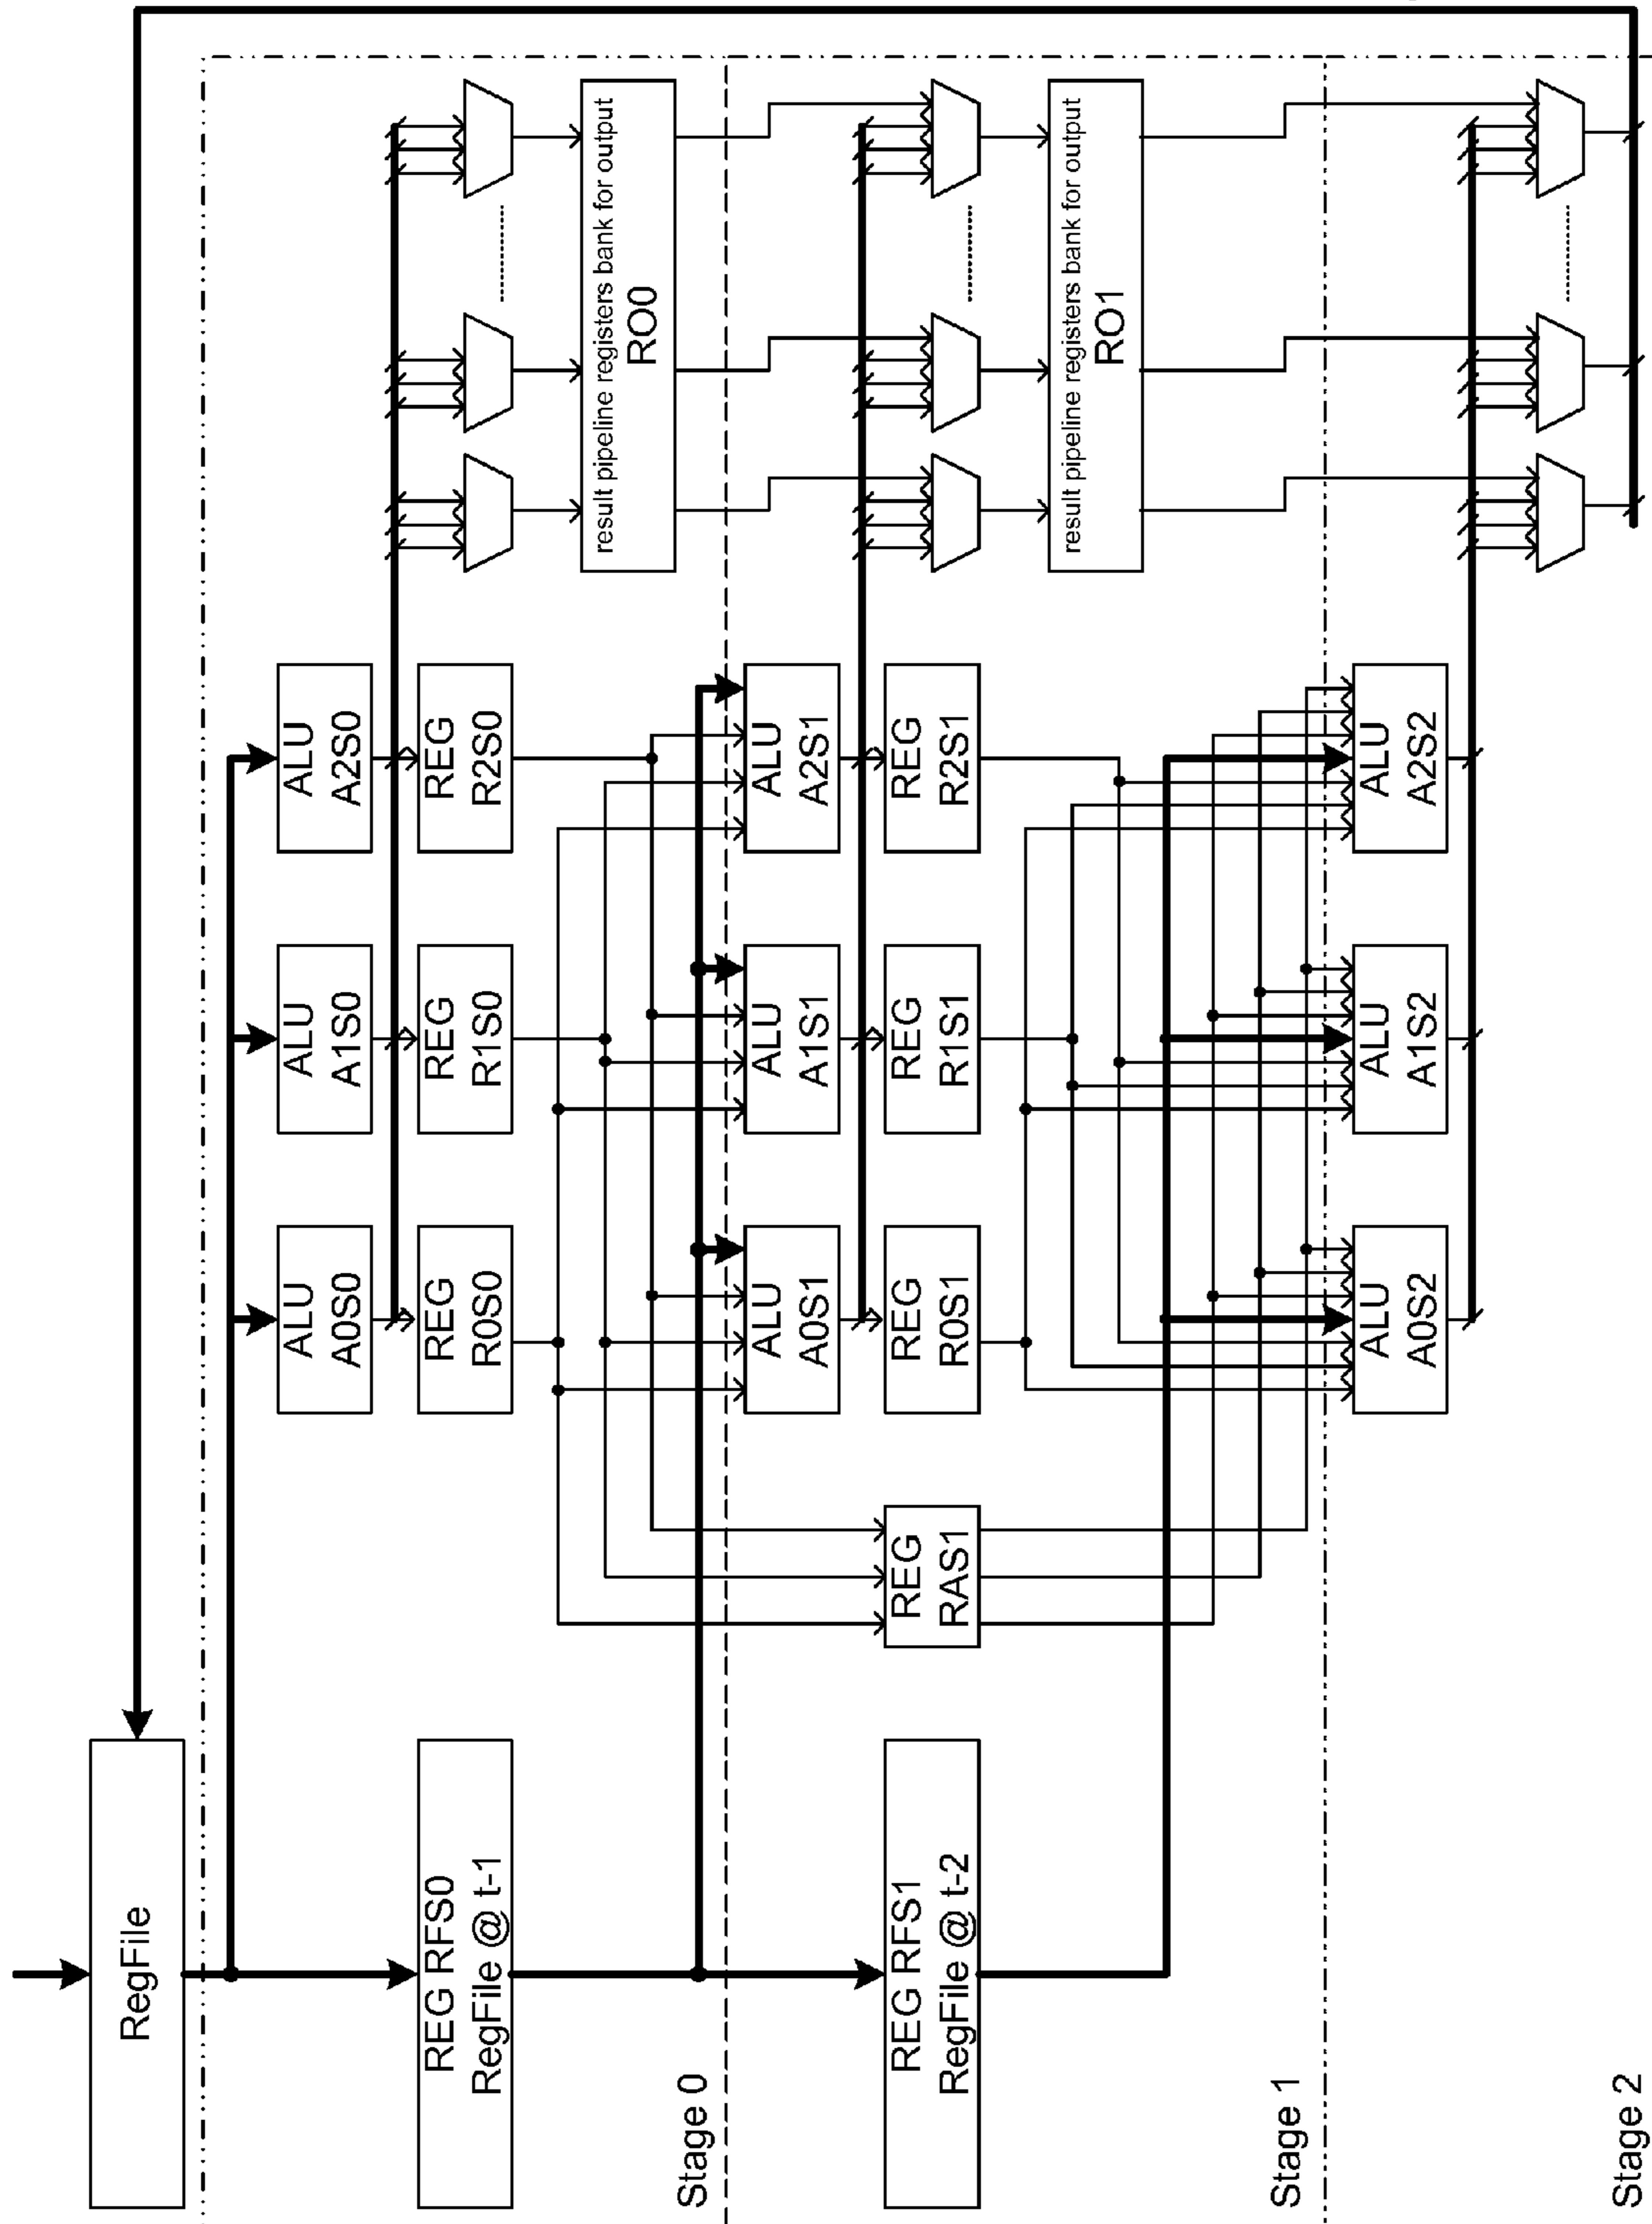 RegFile
ALU
A0S0
ALU
A1S0
ALU
A2S0
REG RFS0
RegFile @ t-1
REG
R0S0
REG
R1S0
REG
R2S0
result pipeline registers bank for output
RO0
Stage 0
ALU
A0S1
ALU
A1S1
ALU
A2S1
REG RFS1
RegFile @ t-2
REG
RAS1
REG
R0S1
REG
R1S1
REG
R2S1
result pipeline registers bank for output
RO1
Stage 1
ALU
A0S2
ALU
A1S2
ALU
A2S2
Stage 2